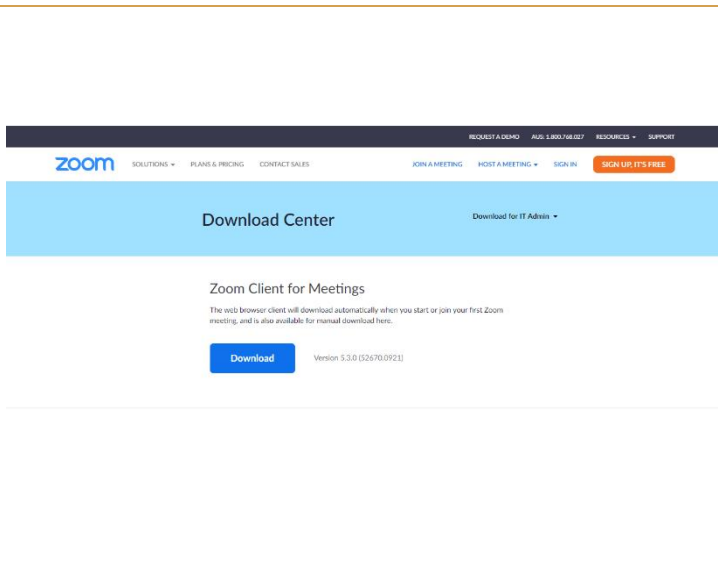 REQUEST A DEMO AUS: 1.800.768.027 RESOURCES SUPPORT
zoom SOLUTIONS PLANS & PRICING CONTACT SALES JOIN A MEETING HOST A MEETING SIGN IN SIGN UP, IT'S FREE
Download Center Download for IT Admin
Zoom Client for Meetings
The web browser client will download automatically when you start or join your first Zoom
meeting, and is also available for manual download here.
Download Version 5.3.0 (52670.0921)